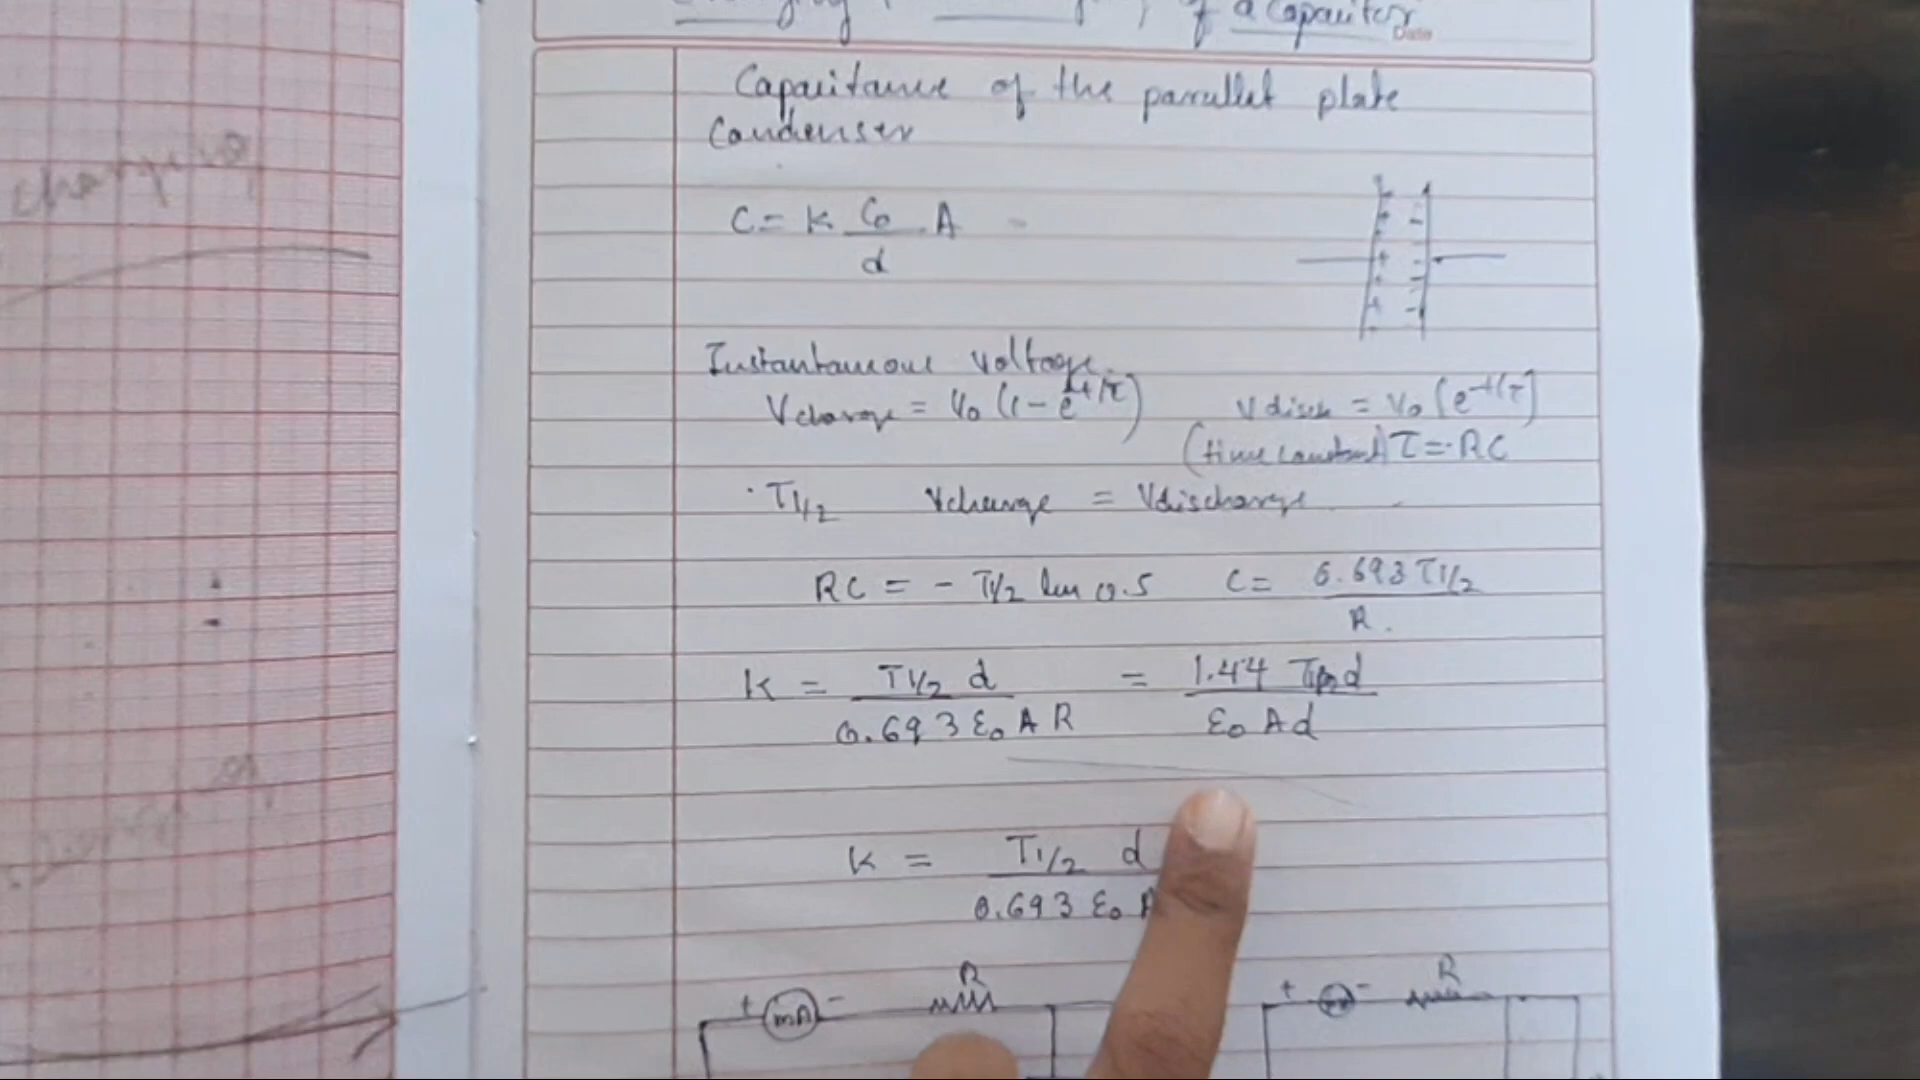 of a capacitor
Date
Capacitance of the parallel plate
Condenser
C = K ϵ0 . A
d
Instantaneous voltage
Vcharge = V0 (1 - e^-t/τ) Vdisch = V0 (e^-t/τ)
(time constant) τ = RC
T1/2 Vcharge = Vdischarge
RC = - T1/2 ln 0.5 C = 0.693 T1/2
R.
K = T1/2 d = 1.44 T1/2 d
0.693 ε0 A R ε0 A d
K = T1/2 d
0.693 ε0 A
+ mA - R + - R
charging